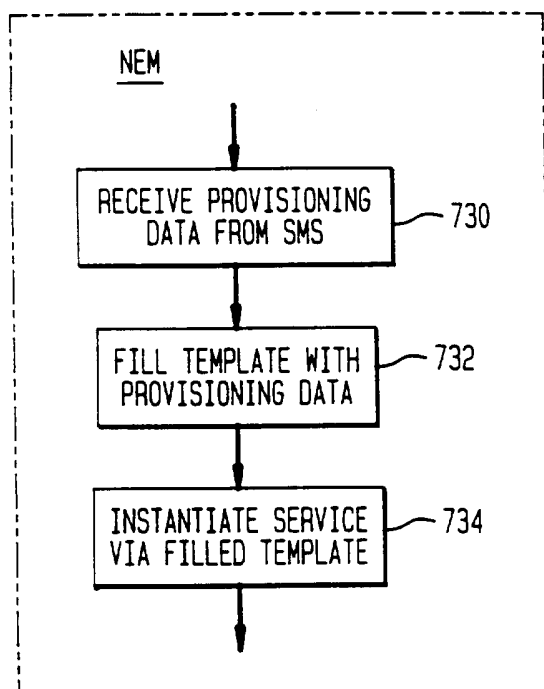 NEM
RECEIVE PROVISIONING
DATA FROM SMS
730
FILL TEMPLATE WITH
PROVISIONING DATA
732
INSTANTIATE SERVICE
VIA FILLED TEMPLATE
734